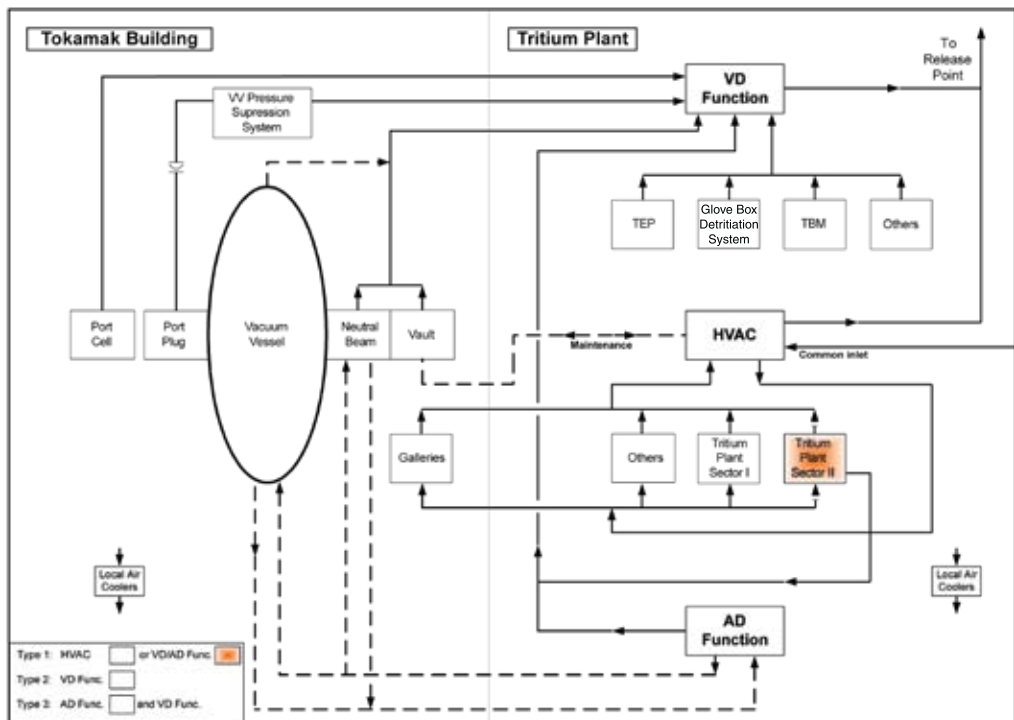 Tokamak Building
Tritium Plant
To
Release
Point
VD
Function
VV Pressure
Supression
System
TEP
Glove Box
Detritiation
System
TBM
Others
Port
Cell
Port
Plug
Vacuum
Vessel
Neutral
Beam
Vault
HVAC
Maintenance
Common inlet
Galleries
Others
Tritium
Plant
Sector I
Tritium
Plant
Sector II
Local Air
Coolers
Local Air
Coolers
AD
Function
Type 1: HVAC or VD/AD Func.
Type 2: VD Func.
Type 3: AD Func. and VD Func.